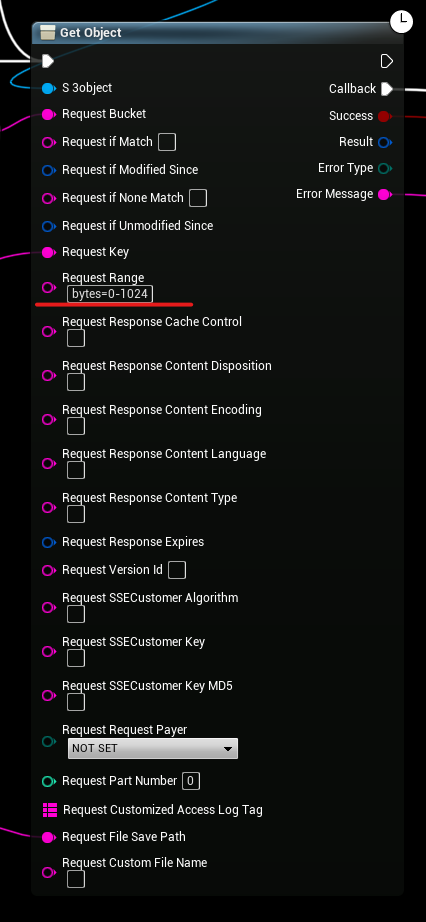 Get Object
S 3object
Callback
Request Bucket
Success
Request if Match
Result
Request if Modified Since
Error Type
Request if None Match
Error Message
Request if Unmodified Since
Request Key
Request Range
bytes=0-1024
Request Response Cache Control
Request Response Content Disposition
Request Response Content Encoding
Request Response Content Language
Request Response Content Type
Request Response Expires
Request Version Id
Request SSECustomer Algorithm
Request SSECustomer Key
Request SSECustomer Key MD5
Request Request Payer
NOT SET
Request Part Number 0
Request Customized Access Log Tag
Request File Save Path
Request Custom File Name